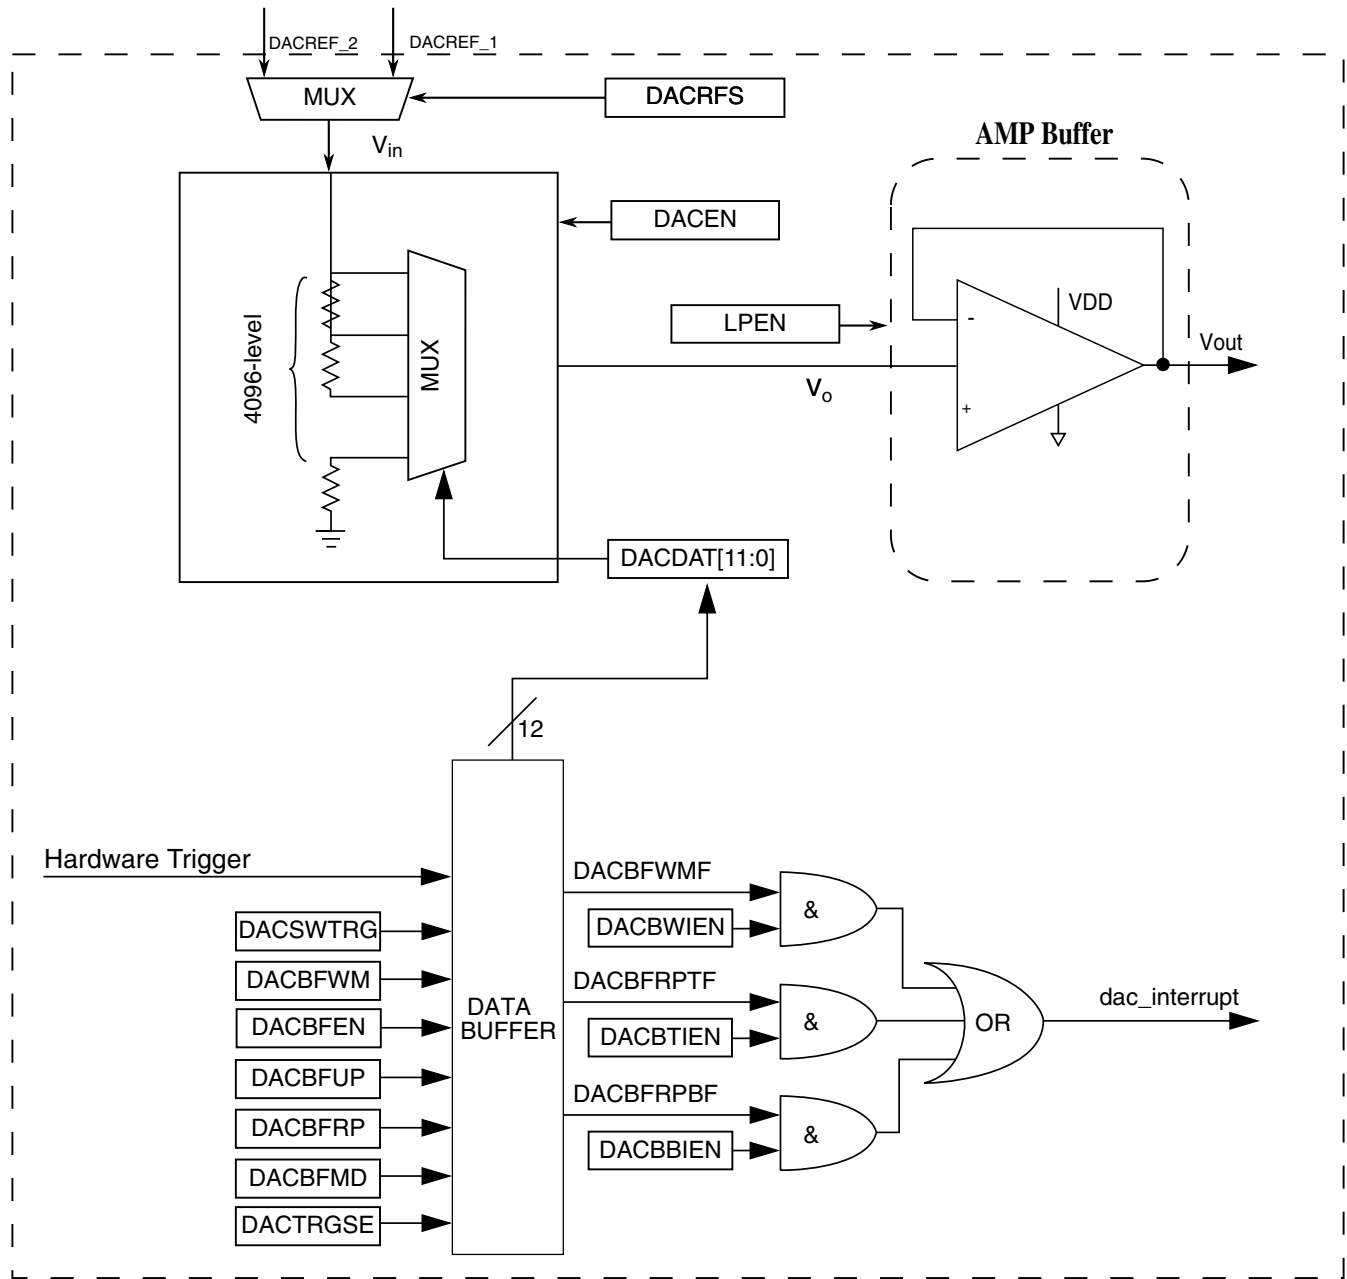 DACREF_2
DACREF_1
MUX
DACRFS
Vin
AMP Buffer
DACEN
LPEN
VDD
-
+
Vout
4096-level
MUX
Vo
DACDAT[11:0]
12
Hardware Trigger
DACSWTRG
DACBFWM
DACBFEN
DACBFUP
DACBFRP
DACBFMD
DACTRGSE
DATA
BUFFER
DACBFWMF
DACBWIEN
&
DACBFRPTF
DACBTIEN
&
DACBFRPBF
DACBBIEN
&
OR
dac_interrupt